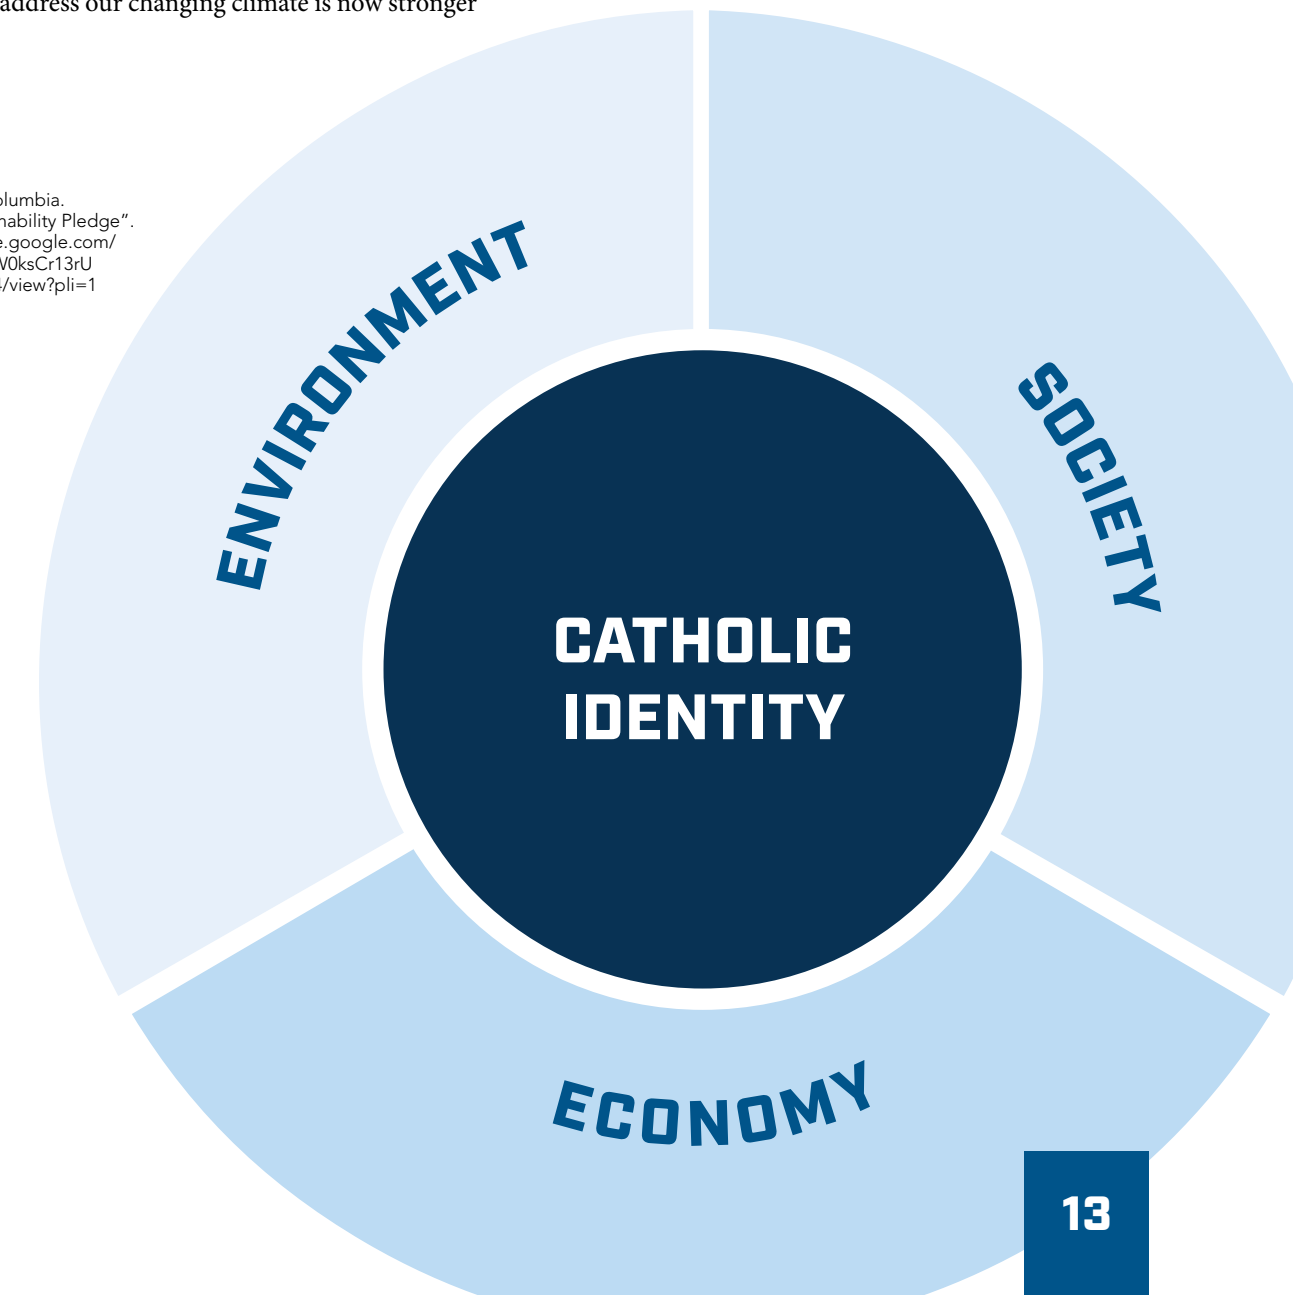 address our changing climate is now stronger
olumbia.
nability Pledge”.
e.google.com/
W0ksCr13rU
/view?pli=1
ENVIRONMENT
SOCIETY
CATHOLIC
IDENTITY
ECONOMY
13